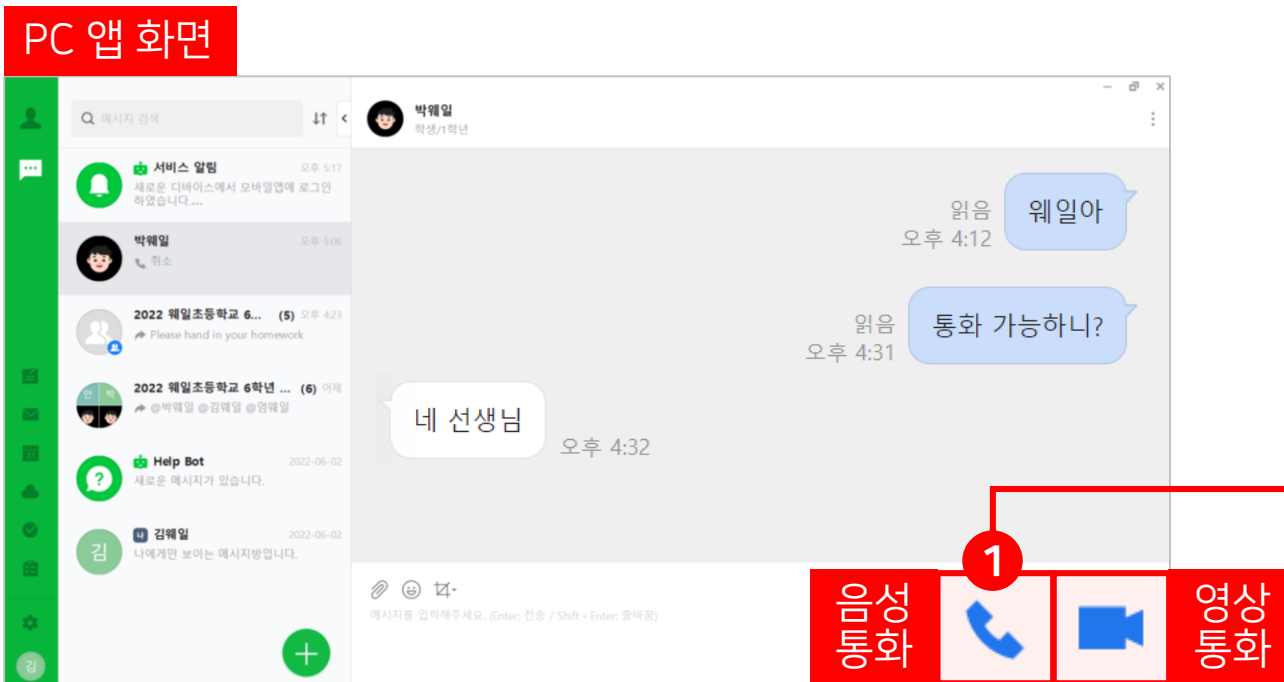 PC 앱 화면
메시지 검색
서비스 알림 오후 5:17
새로운 디바이스에서 모바일앱에 로그인
하였습니다....
박웨일 오후 5:06
취소
2022 웨일초등학교 6... (5) 오후 4:23
Please hand in your homework
안 박
2022 웨일초등학교 6학년 ... (6) 어제
@박웨일 @김웨일 @엄웨일
Help Bot 2022-06-02
새로운 메시지가 있습니다.
김
나 김웨일 2022-06-02
나에게만 보이는 메시지방입니다.
31
김
박웨일
학생/1학년
읽음
오후 4:12
웨일아
읽음
오후 4:31
통화 가능하니?
네 선생님
오후 4:32
메시지를 입력해주세요. (Enter: 전송 / Shift + Enter: 줄바꿈)
1
음성
통화
영상
통화